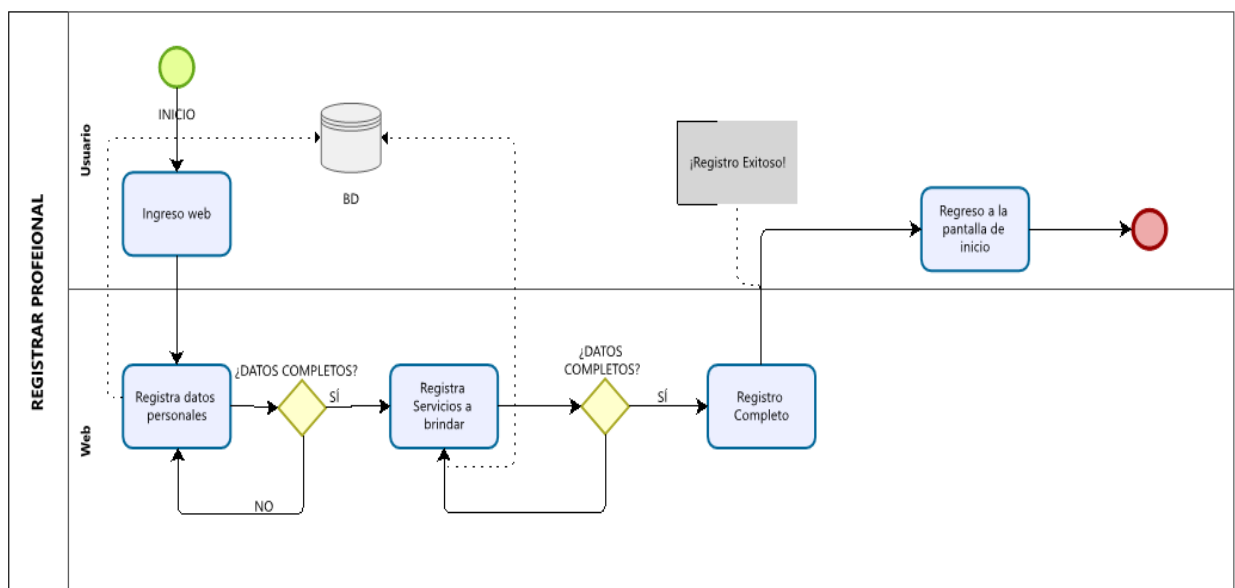 REGISTRAR PROFEIONAL
Usuario
INICIO
Ingreso web
BD
¡Registro Exitoso!
Regreso a la
pantalla de
inicio
Web
Registra datos
personales
¿DATOS COMPLETOS?
SÍ
NO
Registra
Servicios a
brindar
¿DATOS
COMPLETOS?
SÍ
Registro
Completo